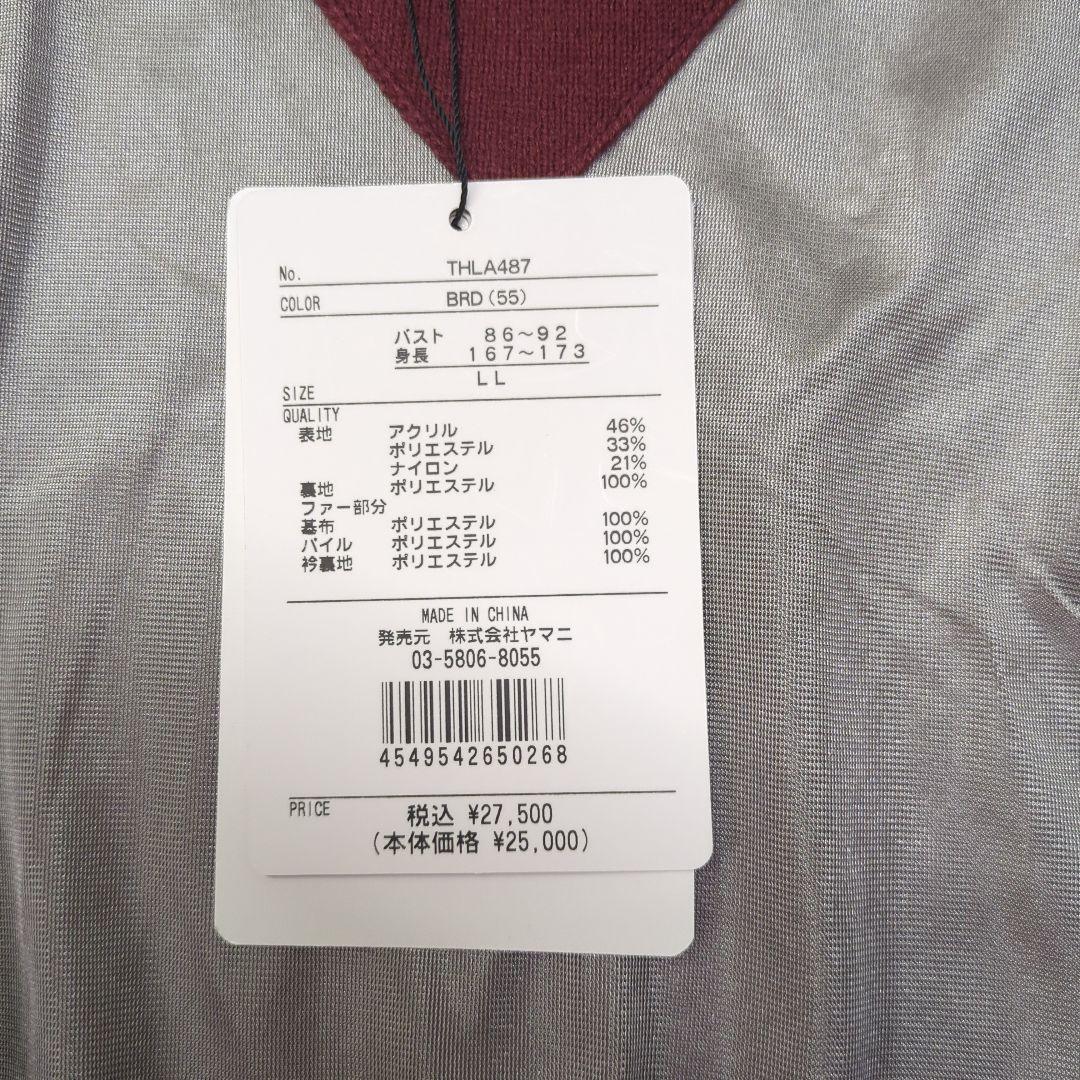 No. THLA487
COLOR BRD(55)
バスト 86～92
身長 167～173
SIZE LL
QUALITY
表地 アクリル 46%
ポリエステル 33%
ナイロン 21%
裏地 ポリエステル 100%
ファー部分
基布 ポリエステル 100%
パイル ポリエステル 100%
衿裏地 ポリエステル 100%
MADE IN CHINA
発売元 株式会社ヤマニ
03-5806-8055
4549542650268
PRICE 税込 ¥27,500
(本体価格 ¥25,000)